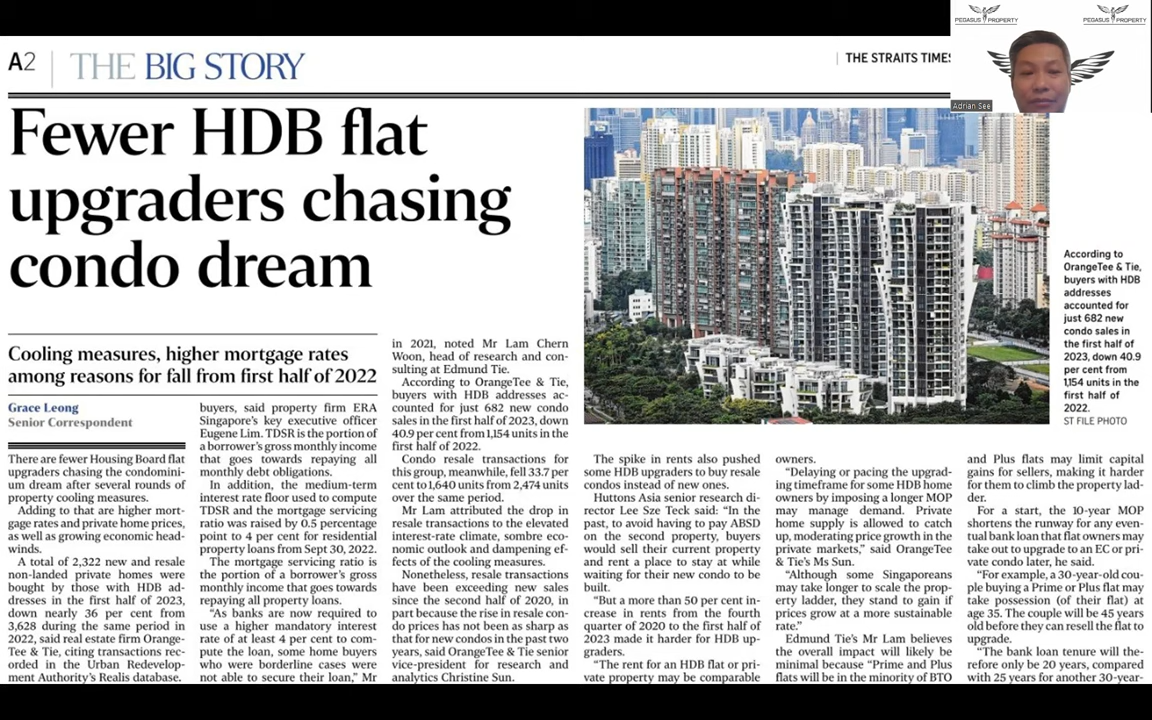 PEGASUS PROPERTY
PEGASUS PROPERTY
Adrian See
A2 THE BIG STORY
THE STRAITS TIMES
Fewer HDB flat
upgraders chasing
condo dream
Cooling measures, higher mortgage rates
among reasons for fall from first half of 2022
Grace Leong
Senior Correspondent
There are fewer Housing Board flat
upgraders chasing the condomini-
um dream after several rounds of
property cooling measures.
Adding to that are higher mort-
gage rates and private home prices,
as well as growing economic head-
winds.
A total of 2,322 new and resale
non-landed private homes were
bought by those with HDB ad-
dresses in the first half of 2023,
down nearly 36 per cent from
3,628 during the same period in
2022, said real estate firm Orange-
Tee & Tie, citing transactions rec-
orded in the Urban Redevelop-
ment Authority's Realis database.
buyers, said property firm ERA
Singapore's key executive officer
Eugene Lim. TDSR is the portion of
a borrower's gross monthly income
that goes towards repaying all
monthly debt obligations.
In addition, the medium-term
interest rate floor used to compute
TDSR and the mortgage servicing
ratio was raised by 0.5 percentage
point to 4 per cent for residential
property loans from Sept 30, 2022.
The mortgage servicing ratio is
the portion of a borrower's gross
monthly income that goes towards
repaying all property loans.
"As banks are now required to
use a higher mandatory interest
rate of at least 4 per cent to com-
pute the loan, some home buyers
who were borderline cases were
not able to secure their loan," Mr
in 2021, noted Mr Lam Chern
Woon, head of research and con-
sulting at Edmund Tie.
According to OrangeTee & Tie,
buyers with HDB addresses ac-
counted for just 682 new condo
sales in the first half of 2023, down
40.9 per cent from 1,154 units in the
first half of 2022.
Condo resale transactions for
this group, meanwhile, fell 33.7 per
cent to 1,640 units from 2,474 units
over the same period.
Mr Lam attributed the drop in
resale transactions to the elevated
interest-rate climate, sombre eco-
nomic outlook and dampening ef-
fects of the cooling measures.
Nonetheless, resale transactions
have been exceeding new sales
since the second half of 2020, in
part because the rise in resale con-
do prices has not been as sharp as
that for new condos in the past two
years, said OrangeTee & Tie senior
vice-president for research and
analytics Christine Sun.
The spike in rents also pushed
some HDB upgraders to buy resale
condos instead of new ones.
Huttons Asia senior research di-
rector Lee Sze Teck said: "In the
past, to avoid having to pay ABSD
on the second property, buyers
would sell their current property
and rent a place to stay at while
waiting for their new condo to be
built.
"But a more than 50 per cent in-
crease in rents from the fourth
quarter of 2020 to the first half of
2023 made it harder for HDB up-
graders.
"The rent for an HDB flat or pri-
vate property may be comparable
owners.
"Delaying or pacing the upgrad-
ing timeframe for some HDB home
owners by imposing a longer MOP
may manage demand. Private
home supply is allowed to catch
up, moderating price growth in the
private markets," said OrangeTee
& Tie's Ms Sun.
"Although some Singaporeans
may take longer to scale the prop-
erty ladder, they stand to gain if
prices grow at a more sustainable
rate."
Edmund Tie's Mr Lam believes
the overall impact will likely be
minimal because "Prime and Plus
flats will be in the minority of BTO
and Plus flats may limit capital
gains for sellers, making it harder
for them to climb the property lad-
der.
For a start, the 10-year MOP
shortens the runway for any even-
tual bank loan that flat owners may
take out to upgrade to an EC or pri-
vate condo later, he said.
"For example, a 30-year-old cou-
ple buying a Prime or Plus flat may
take possession (of their flat) at
age 35. The couple will be 45 years
old before they can resell the flat to
upgrade.
"The bank loan tenure will the-
refore only be 20 years, compared
with 25 years for another 30-year-
According to
OrangeTee & Tie,
buyers with HDB
addresses
accounted for
just 682 new
condo sales in
the first half of
2023, down 40.9
per cent from
1,154 units in the
first half of
2022.
ST FILE PHOTO